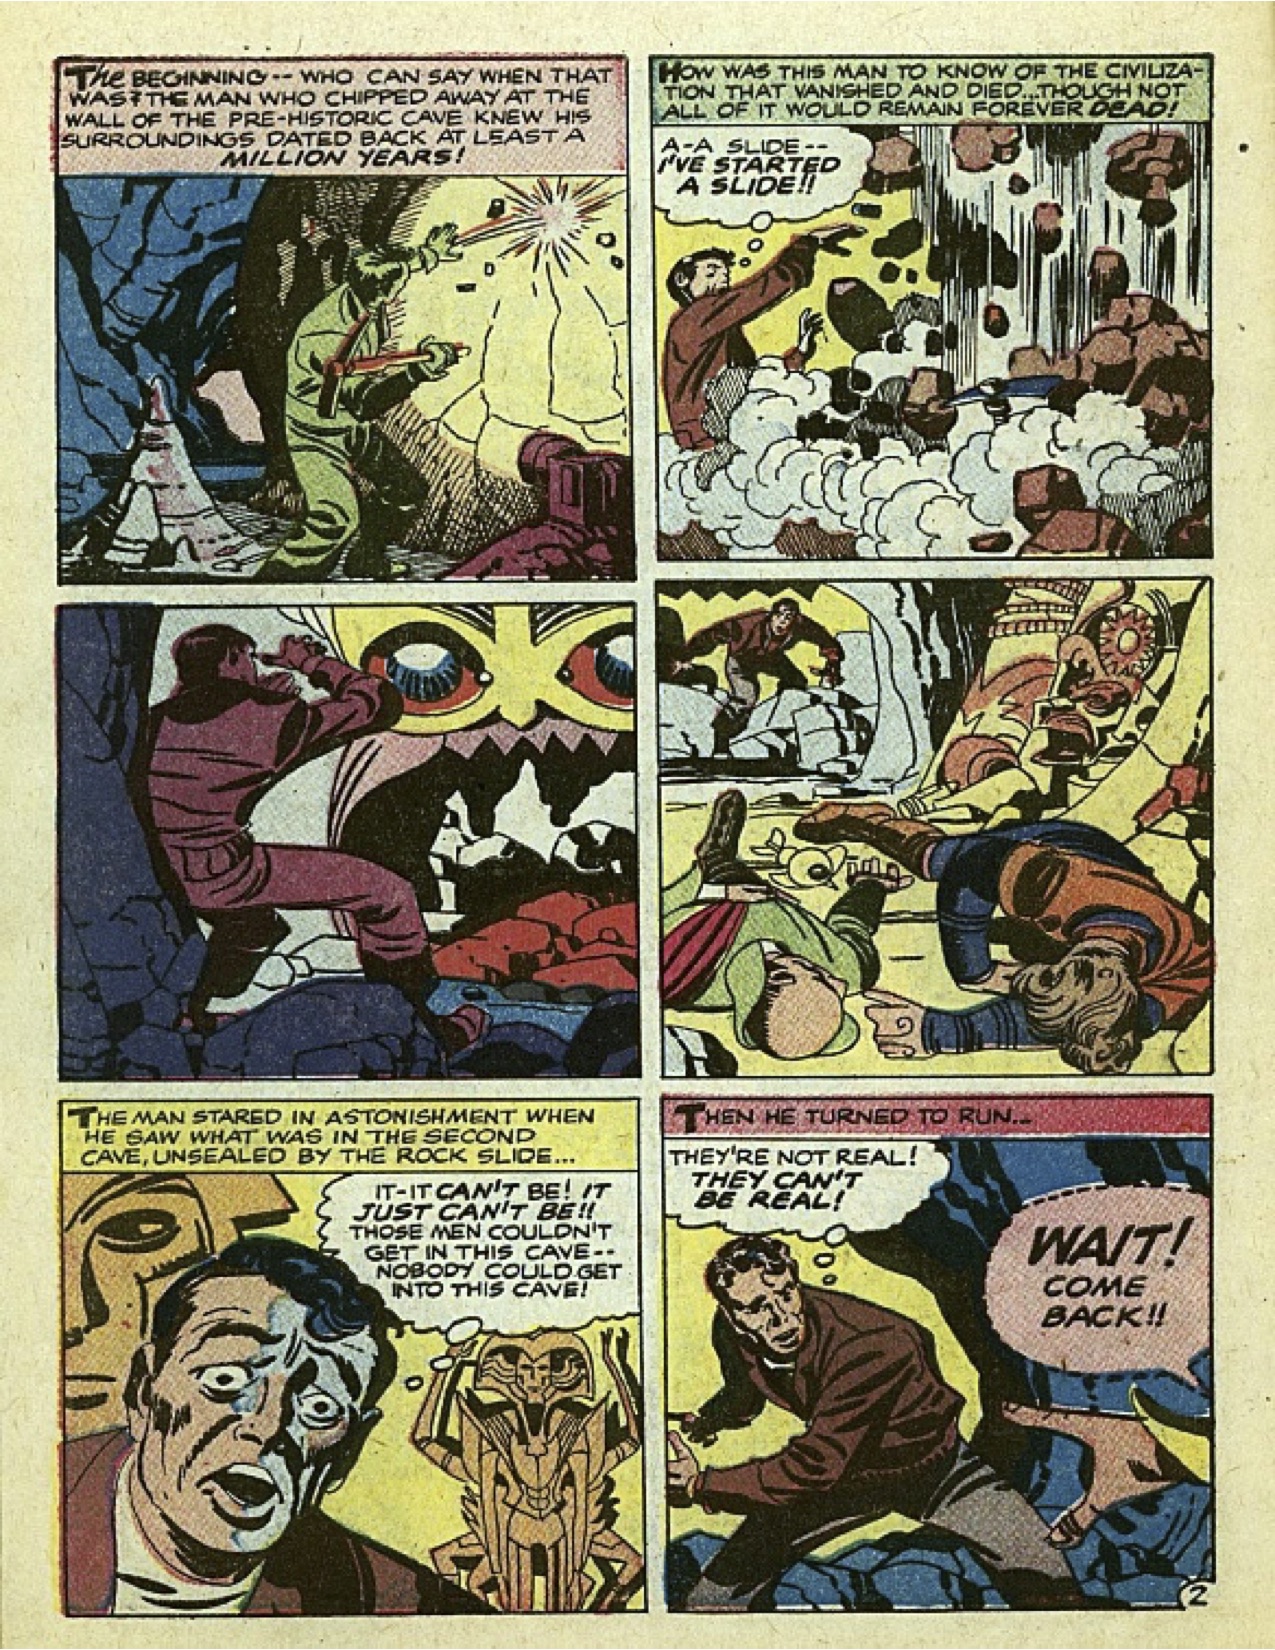 The BEGINNING -- WHO CAN SAY WHEN THAT
WAS? THE MAN WHO CHIPPED AWAY AT THE
WALL OF THE PRE-HISTORIC CAVE KNEW HIS
SURROUNDINGS DATED BACK AT LEAST A
MILLION YEARS!
HOW WAS THIS MAN TO KNOW OF THE CIVILIZA-
TION THAT VANISHED AND DIED...THOUGH NOT
ALL OF IT WOULD REMAIN FOREVER DEAD!
A-A SLIDE--
I'VE STARTED
A SLIDE!!
THE MAN STARED IN ASTONISHMENT WHEN
HE SAW WHAT WAS IN THE SECOND
CAVE, UNSEALED BY THE ROCK SLIDE...
IT-IT CAN'T BE! IT
JUST CAN'T BE!!
THOSE MEN COULDN'T
GET IN THIS CAVE--
NOBODY COULD GET
INTO THIS CAVE!
THEN HE TURNED TO RUN...
THEY'RE NOT REAL!
THEY CAN'T
BE REAL!
WAIT!
COME
BACK!!
2